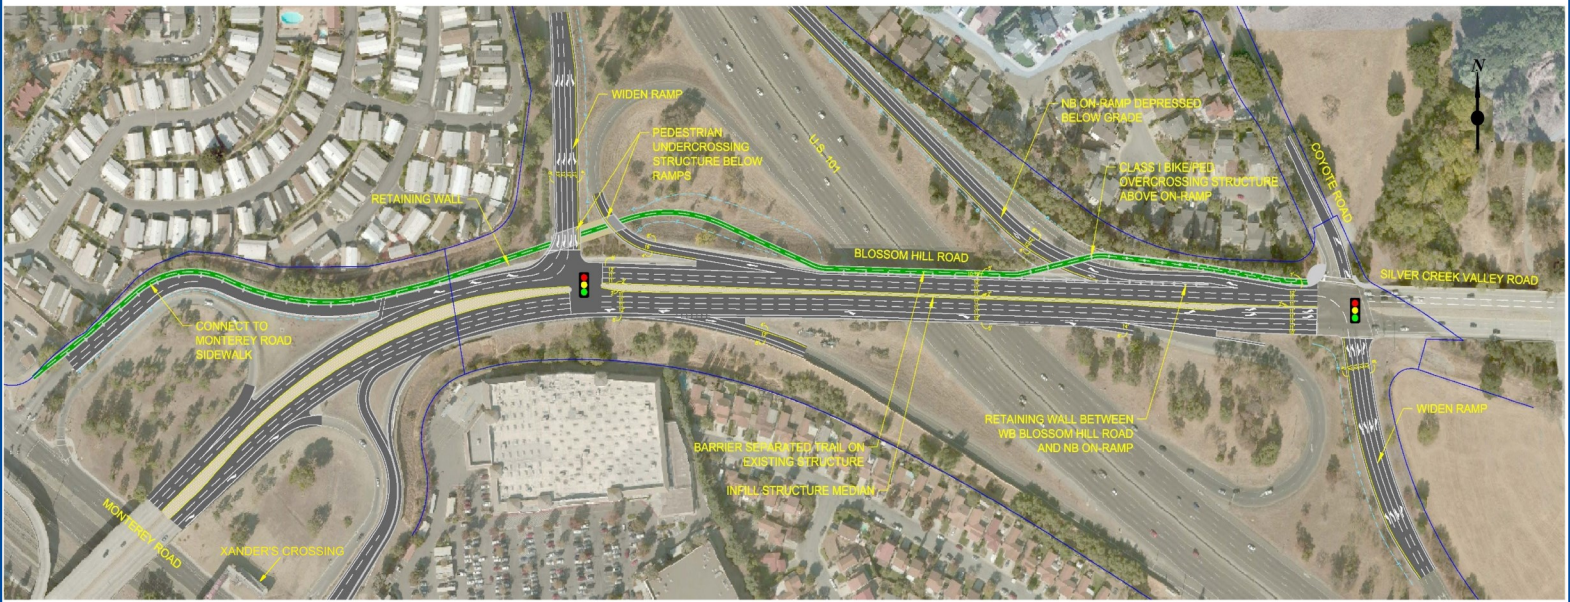 N
WIDEN RAMP
NB ON-RAMP DEPRESSED
BELOW GRADE
PEDESTRIAN
UNDERCROSSING
STRUCTURE BELOW
RAMPS
U.S. 101
COYOTE ROAD
CLASS I BIKE/PED
OVERCROSSING STRUCTURE
ABOVE ON-RAMP
RETAINING WALL
BLOSSOM HILL ROAD
SILVER CREEK VALLEY ROAD
CONNECT TO
MONTEREY ROAD
SIDEWALK
RETAINING WALL BETWEEN
WB BLOSSOM HILL ROAD
AND NB ON-RAMP
WIDEN RAMP
BARRIER SEPARATED TRAIL ON
EXISTING STRUCTURE
INFILL STRUCTURE MEDIAN
MONTEREY ROAD
XANDER'S CROSSING